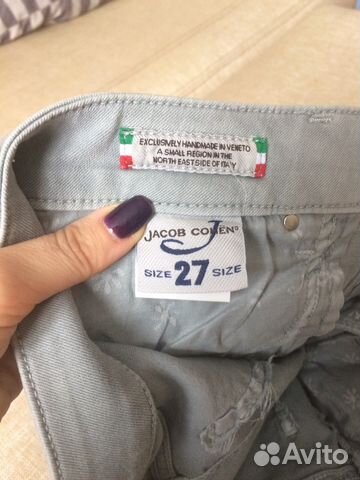 EXCLUSIVELY HANDMADE IN VENETO
A SMALL REGION IN THE
NORTH EAST SIDE OF ITALY
JACOB COHEN®
J
SIZE 27 SIZE
Avito